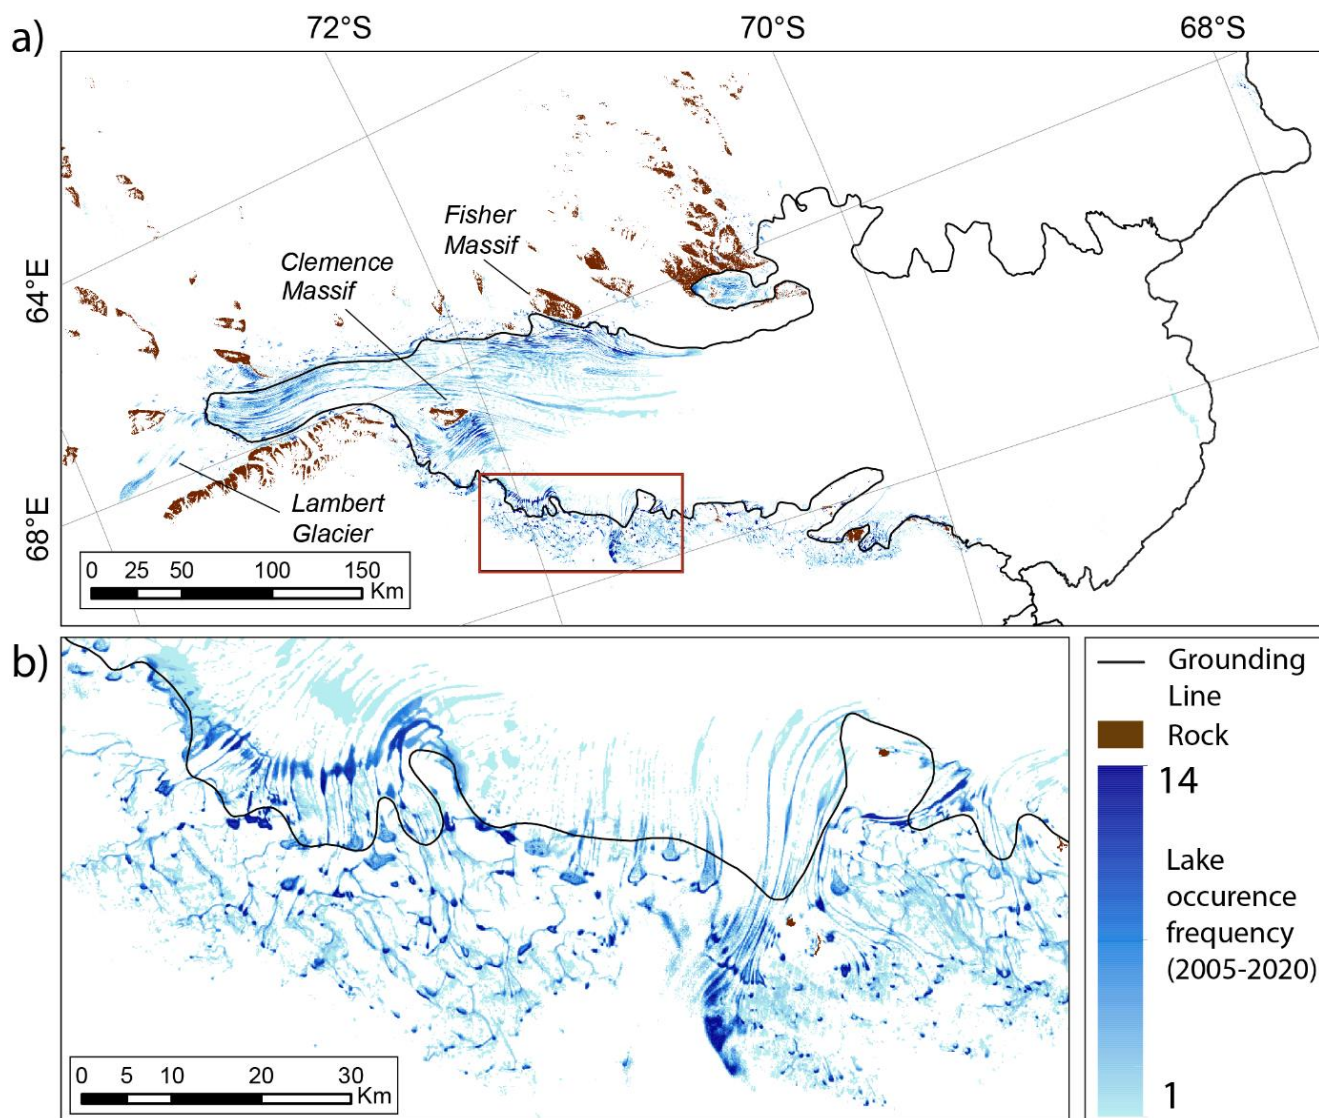 a)
72°S
70°S
68°S
64°E
68°E
Fisher
Massif
Clemence
Massif
Lambert
Glacier
0 25 50 100 150
Km
b)
0 5 10 20 30
Km
Grounding
Line
Rock
14
Lake
occurence
frequency
(2005-2020)
1